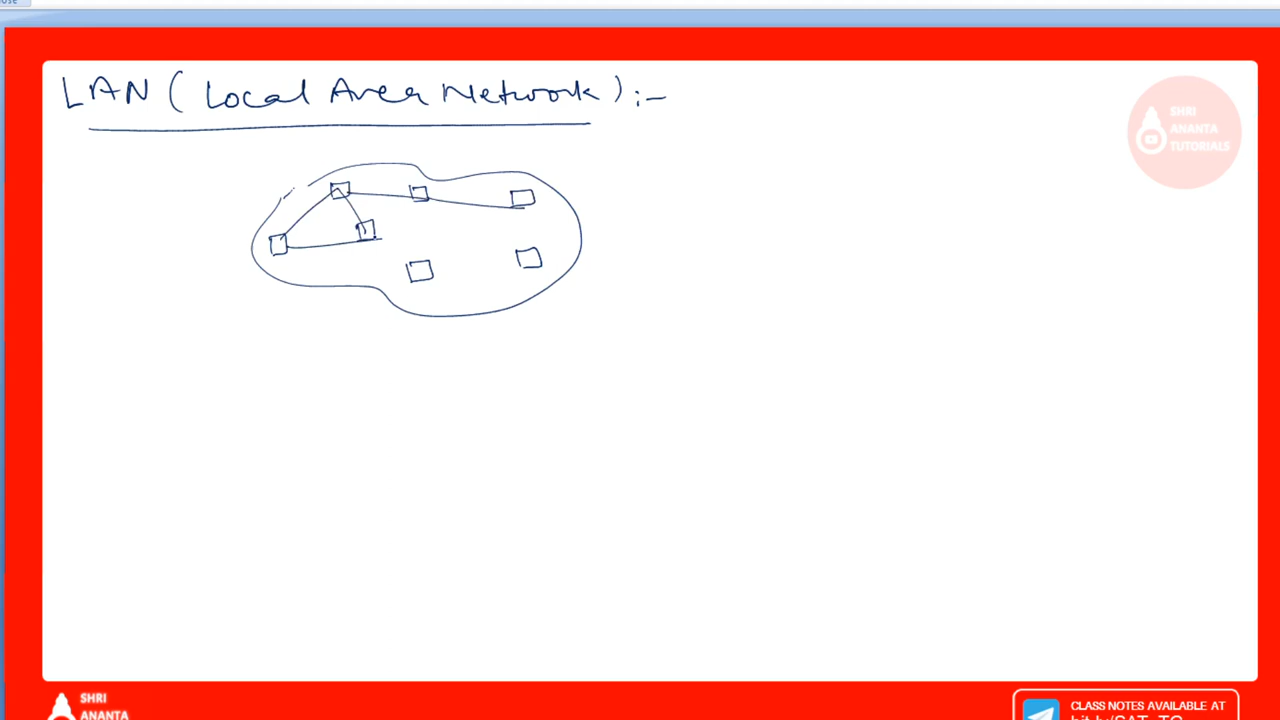 LAN ( Local Area Network ) :-
SHRI
ANANTA
TUTORIALS
SHRI
ANANTA
CLASS NOTES AVAILABLE AT